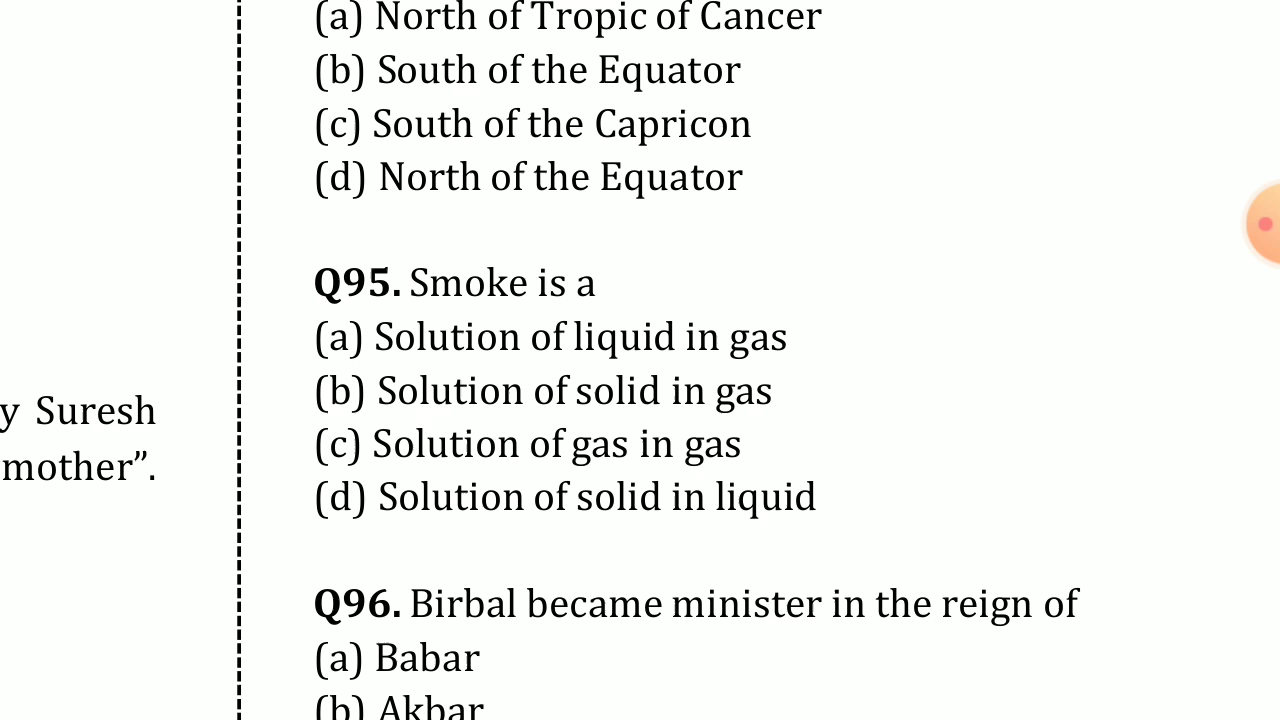 (a) North of Tropic of Cancer
(b) South of the Equator
(c) South of the Capricon
(d) North of the Equator
Q95. Smoke is a
(a) Solution of liquid in gas
(b) Solution of solid in gas
(c) Solution of gas in gas
(d) Solution of solid in liquid
Q96. Birbal became minister in the reign of
(a) Babar
(b) Akbar
y Suresh
mother”.